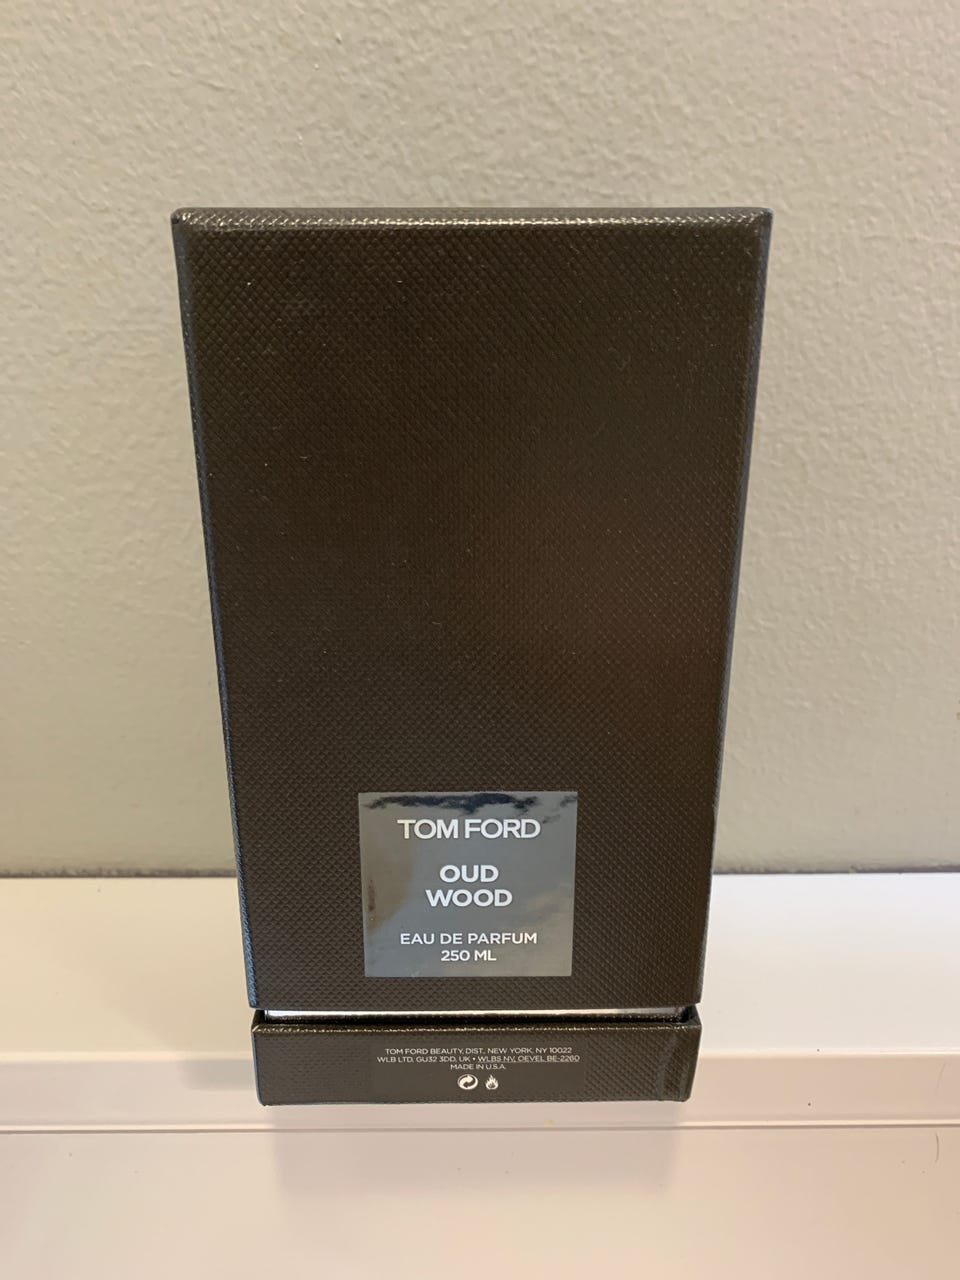 TOM FORD
OUD
WOOD
EAU DE PARFUM
250 ML
TOM FORD BEAUTY, DIST. NEW YORK, NY 10022
WLB LTD, GU32 3DD, UK • WLBS NV, OEVEL BE-2260
MADE IN U.S.A.